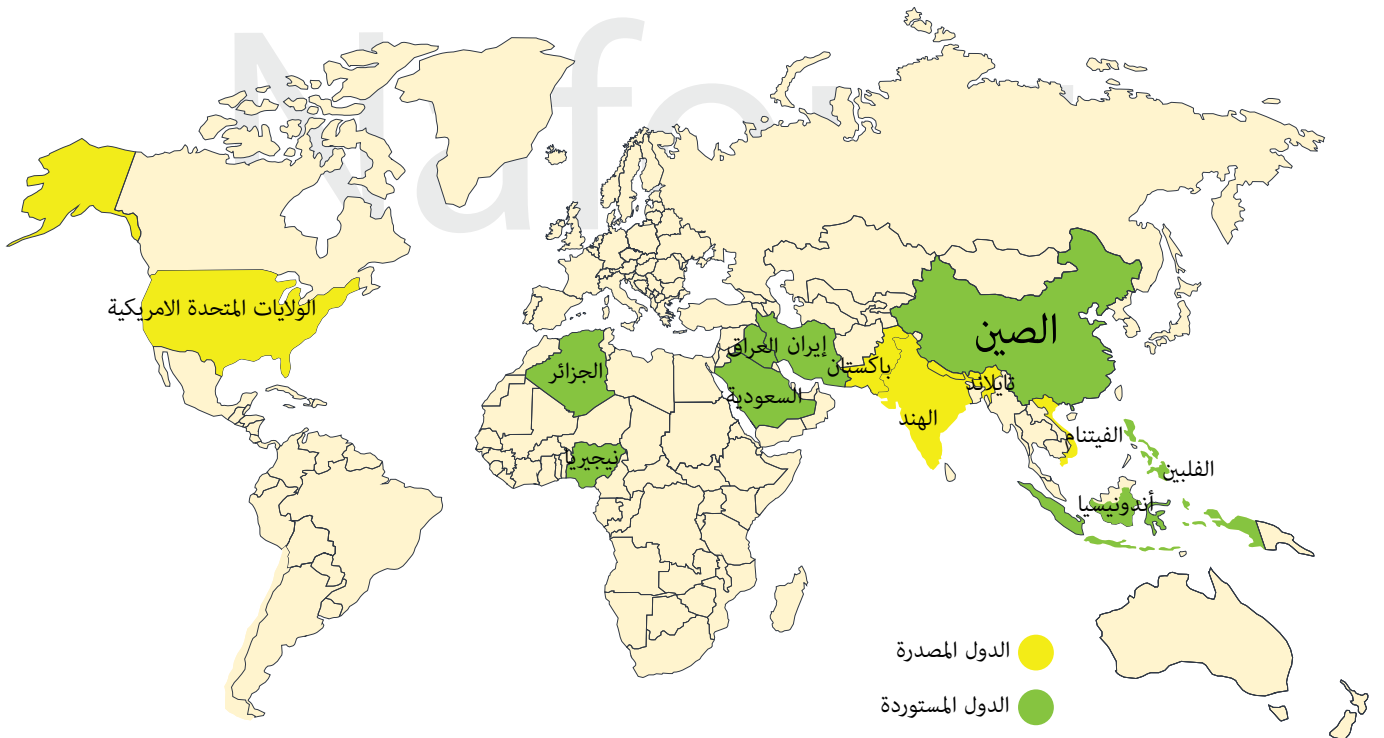 الولايات المتحدة الامريكية
الصين
إيران
العراق
الجزائر
باكستان
تايلاند
السعودية
الهند
الفيتنام
نيجيريا
الفلبين
أندونيسيا
الدول المصدرة
الدول المستوردة